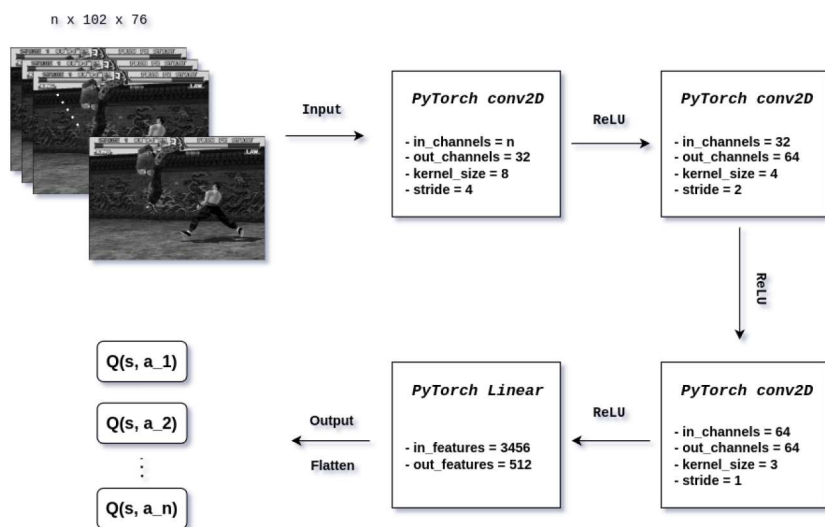 n x 102 x 76
Input
PyTorch conv2D
- in_channels = n
- out_channels = 32
- kernel_size = 8
- stride = 4
ReLU
PyTorch conv2D
- in_channels = 32
- out_channels = 64
- kernel_size = 4
- stride = 2
ReLU
PyTorch conv2D
- in_channels = 64
- out_channels = 64
- kernel_size = 3
- stride = 1
ReLU
PyTorch Linear
- in_features = 3456
- out_features = 512
Output
Flatten
Q(s, a_1)
Q(s, a_2)
Q(s, a_n)